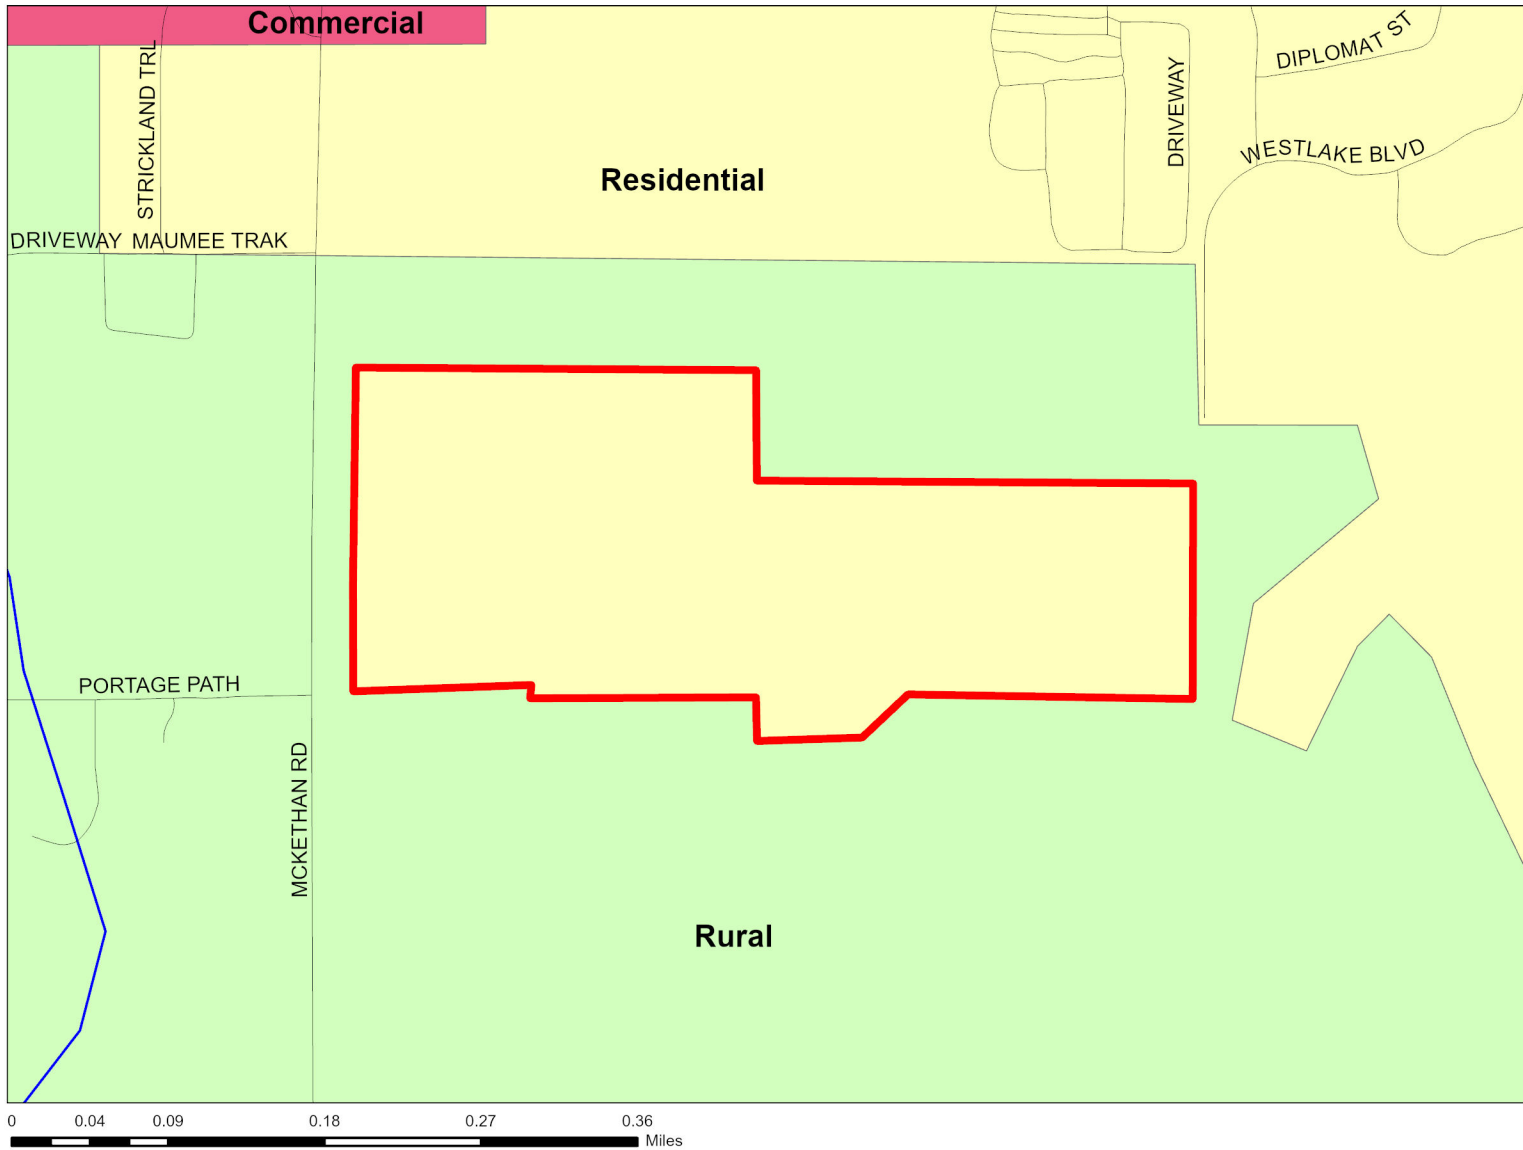 Commercial
STRICKLAND TRL
DIPLOMAT ST
DRIVEWAY
WESTLAKE BLVD
Residential
DRIVEWAY MAUMEE TRAK
PORTAGE PATH
MCKETHAN RD
Rural
0 0.04 0.09 0.18 0.27 0.36
Miles